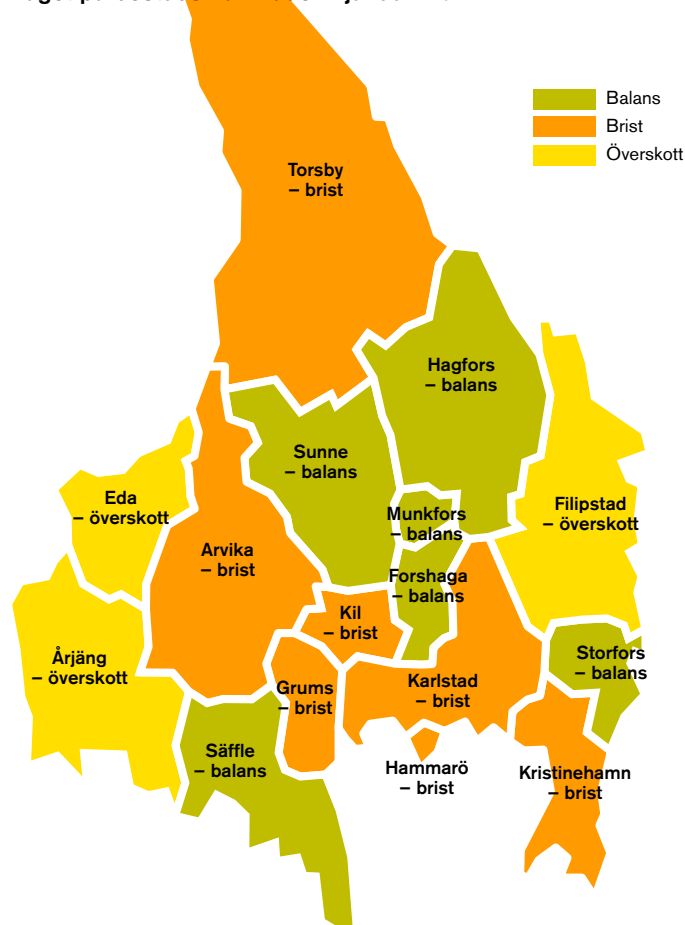 Balans
Brist
Överskott
Torsby
– brist
Hagfors
– balans
Sunne
– balans
Eda
– överskott
Munkfors
– balans
Filipstad
– överskott
Arvika
– brist
Forshaga
– balans
Kil
– brist
Årjäng
– överskott
Storfors
– balans
Grums
– brist
Karlstad
– brist
Säffle
– balans
Hammarö
– brist
Kristinehamn
– brist